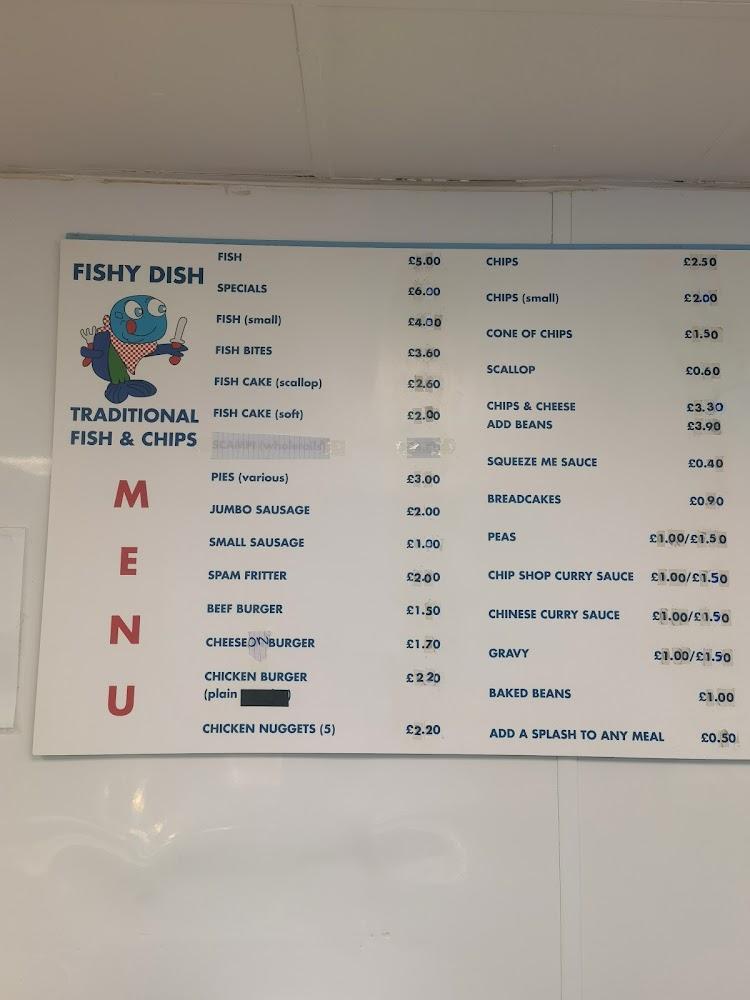 FISHY DISH
TRADITIONAL
FISH & CHIPS
M
E
N
U
FISH £5.00
SPECIALS £6.00
FISH (small) £4.00
FISH BITES £3.60
FISH CAKE (scallop) £2.60
FISH CAKE (soft) £2.00
SCAMPI (wholetail)
PIES (various) £3.00
JUMBO SAUSAGE £2.00
SMALL SAUSAGE £1.00
SPAM FRITTER £2.00
BEEF BURGER £1.50
CHEESE BURGER £1.70
CHICKEN BURGER £2 20
(plain )
CHICKEN NUGGETS (5) £2.20
CHIPS £2.50
CHIPS (small) £2.00
CONE OF CHIPS £1.50
SCALLOP £0.60
CHIPS & CHEESE £3.30
ADD BEANS £3.90
SQUEEZE ME SAUCE £0.40
BREADCAKES £0.90
PEAS £1.00/£1.50
CHIP SHOP CURRY SAUCE £1.00/£1.50
CHINESE CURRY SAUCE £1.00/£1.50
GRAVY £1.00/£1.50
BAKED BEANS £1.00
ADD A SPLASH TO ANY MEAL £0.50